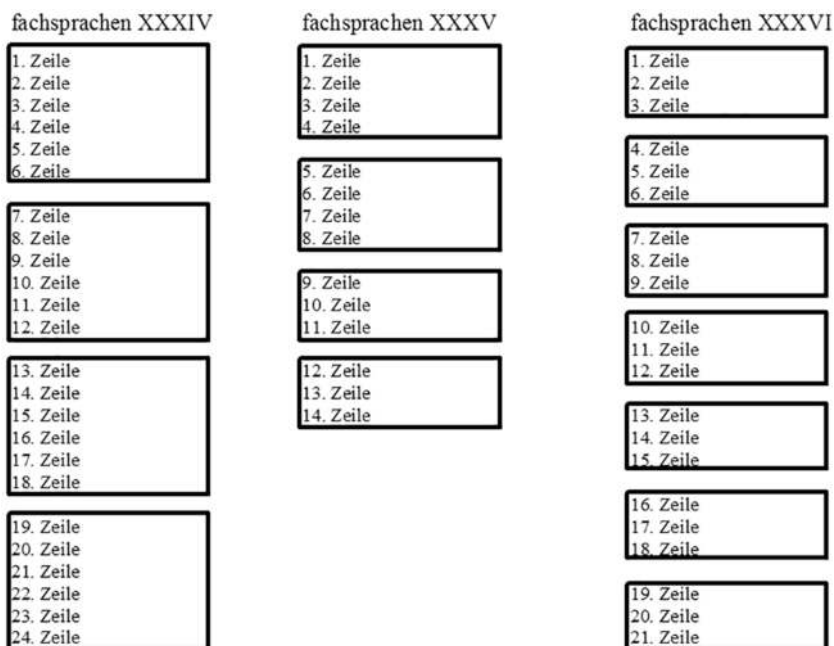 fachsprachen XXXIV
1. Zeile
2. Zeile
3. Zeile
4. Zeile
5. Zeile
6. Zeile
7. Zeile
8. Zeile
9. Zeile
10. Zeile
11. Zeile
12. Zeile
13. Zeile
14. Zeile
15. Zeile
16. Zeile
17. Zeile
18. Zeile
19. Zeile
20. Zeile
21. Zeile
22. Zeile
23. Zeile
24. Zeile
fachsprachen XXXV
1. Zeile
2. Zeile
3. Zeile
4. Zeile
5. Zeile
6. Zeile
7. Zeile
8. Zeile
9. Zeile
10. Zeile
11. Zeile
12. Zeile
13. Zeile
14. Zeile
fachsprachen XXXVI
1. Zeile
2. Zeile
3. Zeile
4. Zeile
5. Zeile
6. Zeile
7. Zeile
8. Zeile
9. Zeile
10. Zeile
11. Zeile
12. Zeile
13. Zeile
14. Zeile
15. Zeile
16. Zeile
17. Zeile
18. Zeile
19. Zeile
20. Zeile
21. Zeile